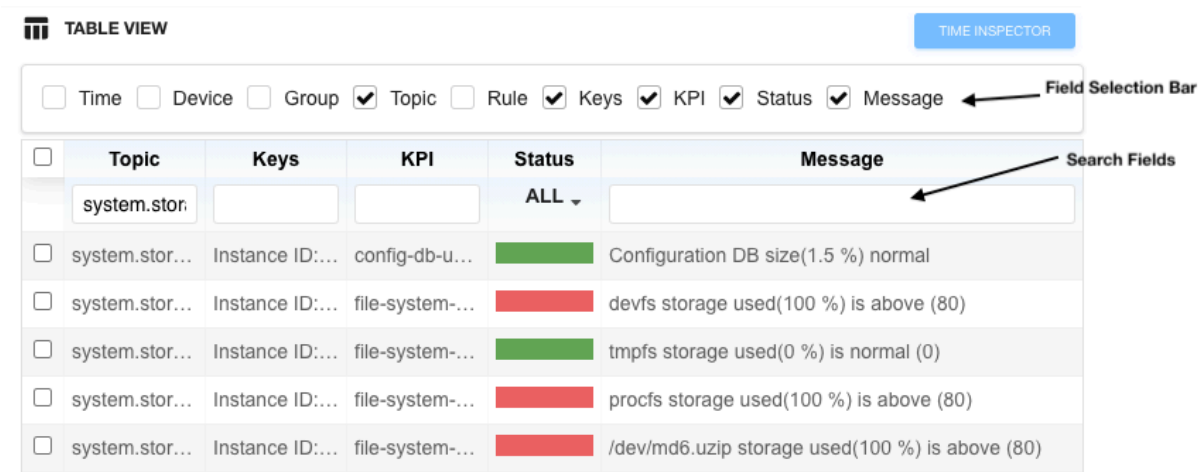 TABLE VIEW
TIME INSPECTOR
Time Device Group Topic Rule Keys KPI Status Message
Field Selection Bar
Topic Keys KPI Status Message
Search Fields
system.stor
ALL
system.stor... Instance ID:... config-db-u... Configuration DB size(1.5 %) normal
system.stor... Instance ID:... file-system-... devfs storage used(100 %) is above (80)
system.stor... Instance ID:... file-system-... tmpfs storage used(0 %) is normal (0)
system.stor... Instance ID:... file-system-... procfs storage used(100 %) is above (80)
system.stor... Instance ID:... file-system-... /dev/md6.uzip storage used(100 %) is above (80)